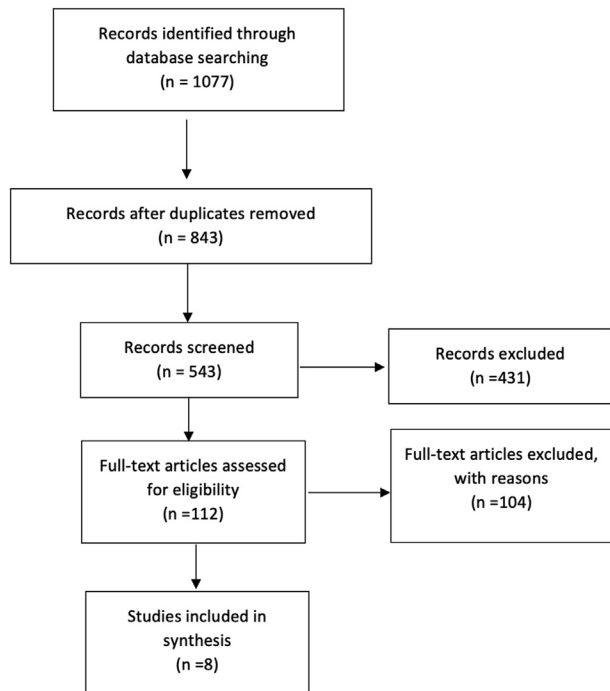 Records identified through
database searching
(n = 1077)
Records after duplicates removed
(n = 843)
Records screened
(n = 543)
Records excluded
(n =431)
Full-text articles assessed
for eligibility
(n =112)
Full-text articles excluded,
with reasons
(n =104)
Studies included in
synthesis
(n =8)